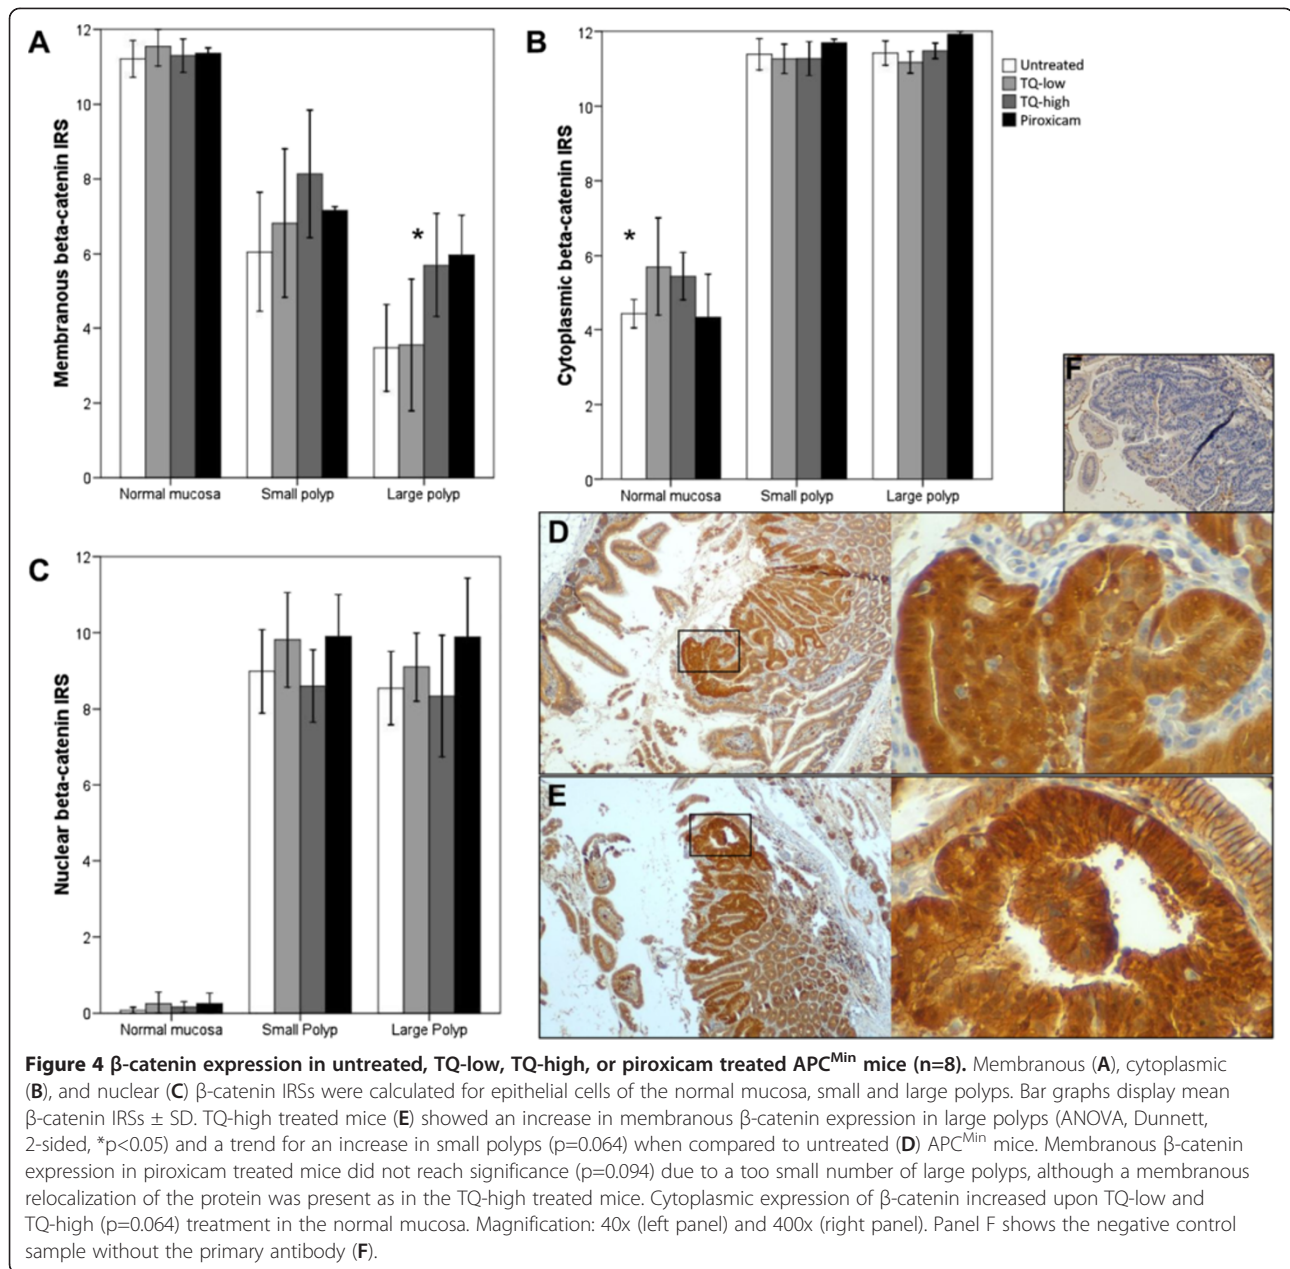 A
12
10
8
6
4
2
0
Membranous beta-catenin IRS
*
Normal mucosa
Small polyp
Large polyp
B
12
10
8
6
4
2
0
Cytoplasmic beta-catenin IRS
*
Normal mucosa
Small polyp
Large polyp
Untreated
TQ-low
TQ-high
Piroxicam
F
C
12
10
8
6
4
2
0
Nuclear beta-catenin IRS
Normal mucosa
Small Polyp
Large Polyp
D
E
Figure 4 β-catenin expression in untreated, TQ-low, TQ-high, or piroxicam treated APCMin mice (n=8). Membranous (A), cytoplasmic
(B), and nuclear (C) β-catenin IRSs were calculated for epithelial cells of the normal mucosa, small and large polyps. Bar graphs display mean
β-catenin IRSs ± SD. TQ-high treated mice (E) showed an increase in membranous β-catenin expression in large polyps (ANOVA, Dunnett,
2-sided, *p<0.05) and a trend for an increase in small polyps (p=0.064) when compared to untreated (D) APCMin mice. Membranous β-catenin
expression in piroxicam treated mice did not reach significance (p=0.094) due to a too small number of large polyps, although a membranous
relocalization of the protein was present as in the TQ-high treated mice. Cytoplasmic expression of β-catenin increased upon TQ-low and
TQ-high (p=0.064) treatment in the normal mucosa. Magnification: 40x (left panel) and 400x (right panel). Panel F shows the negative control
sample without the primary antibody (F).